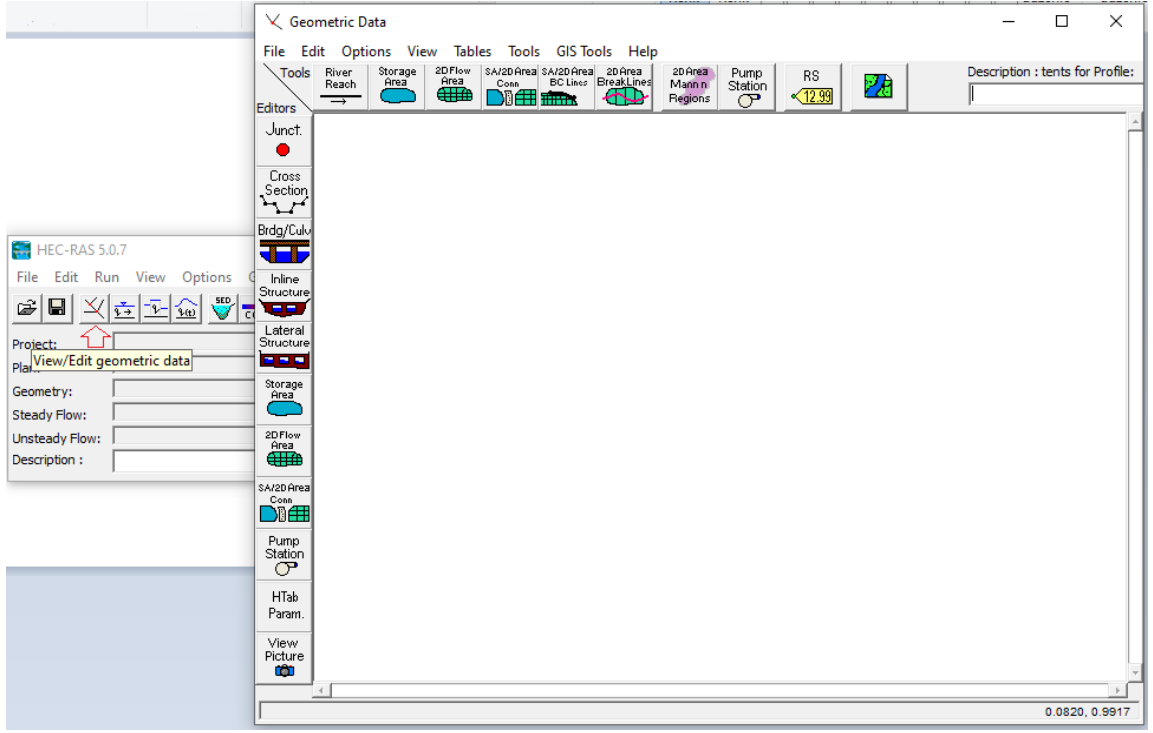 Geometric Data
File Edit Options View Tables Tools GIS Tools Help
Tools
Editors
River
Reach
Storage
Area
2D Flow
Area
SA/2D Area
Conn
SA/2D Area
BC Lines
2D Area
BreakLines
2D Area
Mann n
Regions
Pump
Station
RS
12.99
Description : tents for Profile:
Junct.
Cross
Section
Brdg/Culv
Inline
Structure
Lateral
Structure
Storage
Area
2D Flow
Area
SA/2D Area
Conn
Pump
Station
HTab
Param.
View
Picture
0.0820, 0.9917
HEC-RAS 5.0.7
File Edit Run View Options
SED
Project:
View/Edit geometric data
Geometry:
Steady Flow:
Unsteady Flow:
Description :